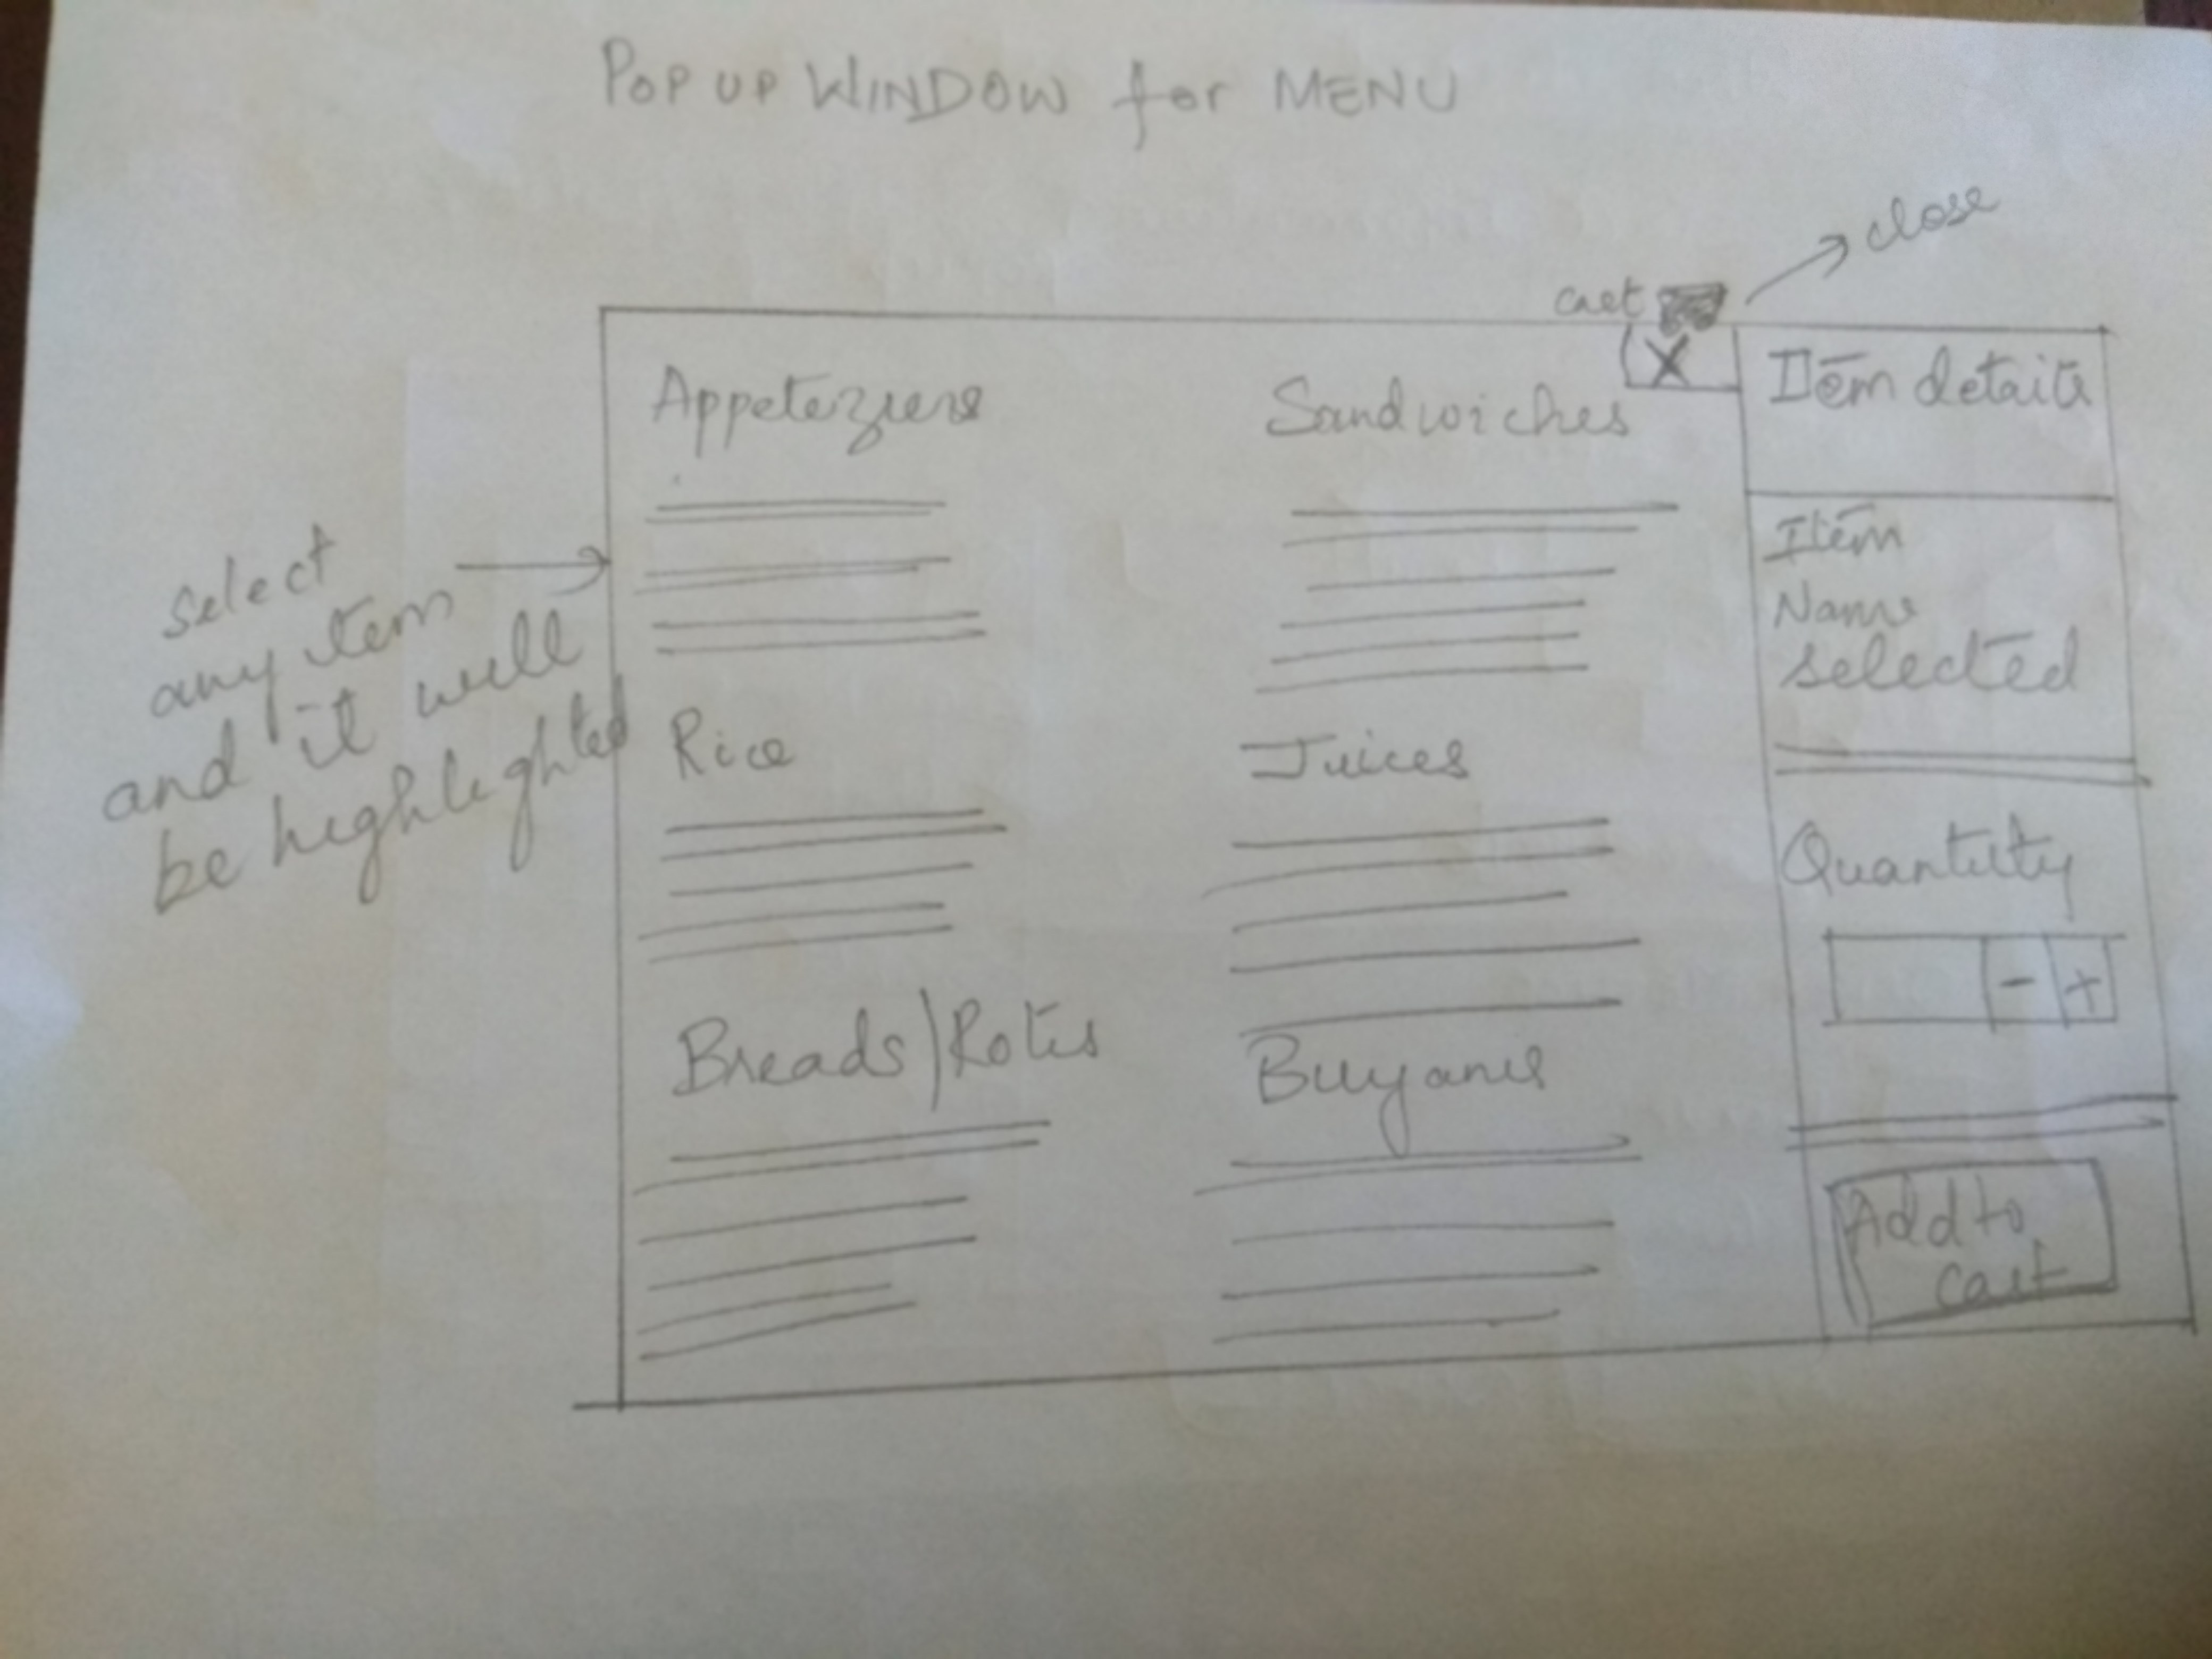 POP UP WINDOW for MENU
close
cart
X
Item details
Appeteziers
Sandwiches
select
any item
and it will
be highlighted
Item
Name
selected
Rice
Juices
Quantity
- +
Breads/Rotis
Biryanis
Add to
cart